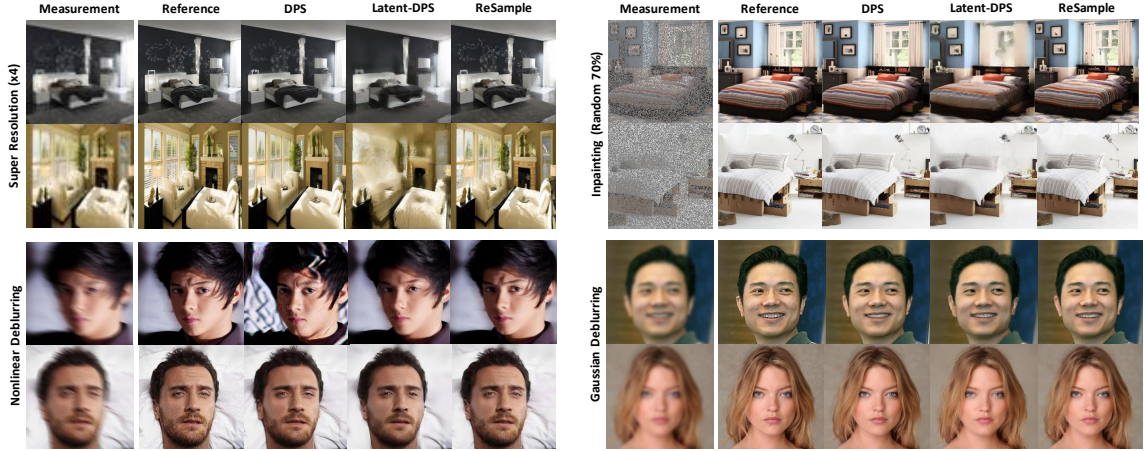 Measurement Reference DPS Latent-DPS ReSample
Super Resolution (x4)
Nonlinear Deblurring
Measurement Reference DPS Latent-DPS ReSample
Inpainting (Random 70%)
Gaussian Deblurring